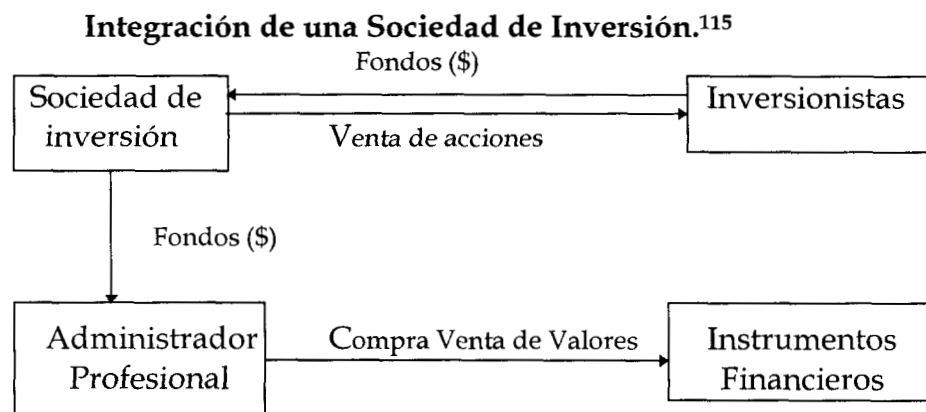 Integración de una Sociedad de Inversión.115
Fondos ($)
Sociedad de
inversión
Inversionistas
Venta de acciones
Fondos ($)
Administrador
Profesional
Compra Venta de Valores
Instrumentos
Financieros